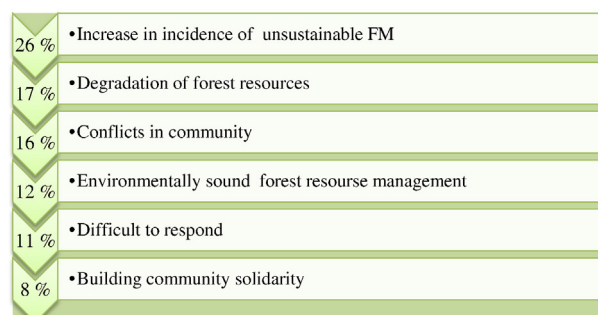 26 % •Increase in incidence of unsustainable FM
17 % •Degradation of forest resources
16 % •Conflicts in community
12 % •Environmentally sound forest resourse management
11 % •Difficult to respond
8 % •Building community solidarity